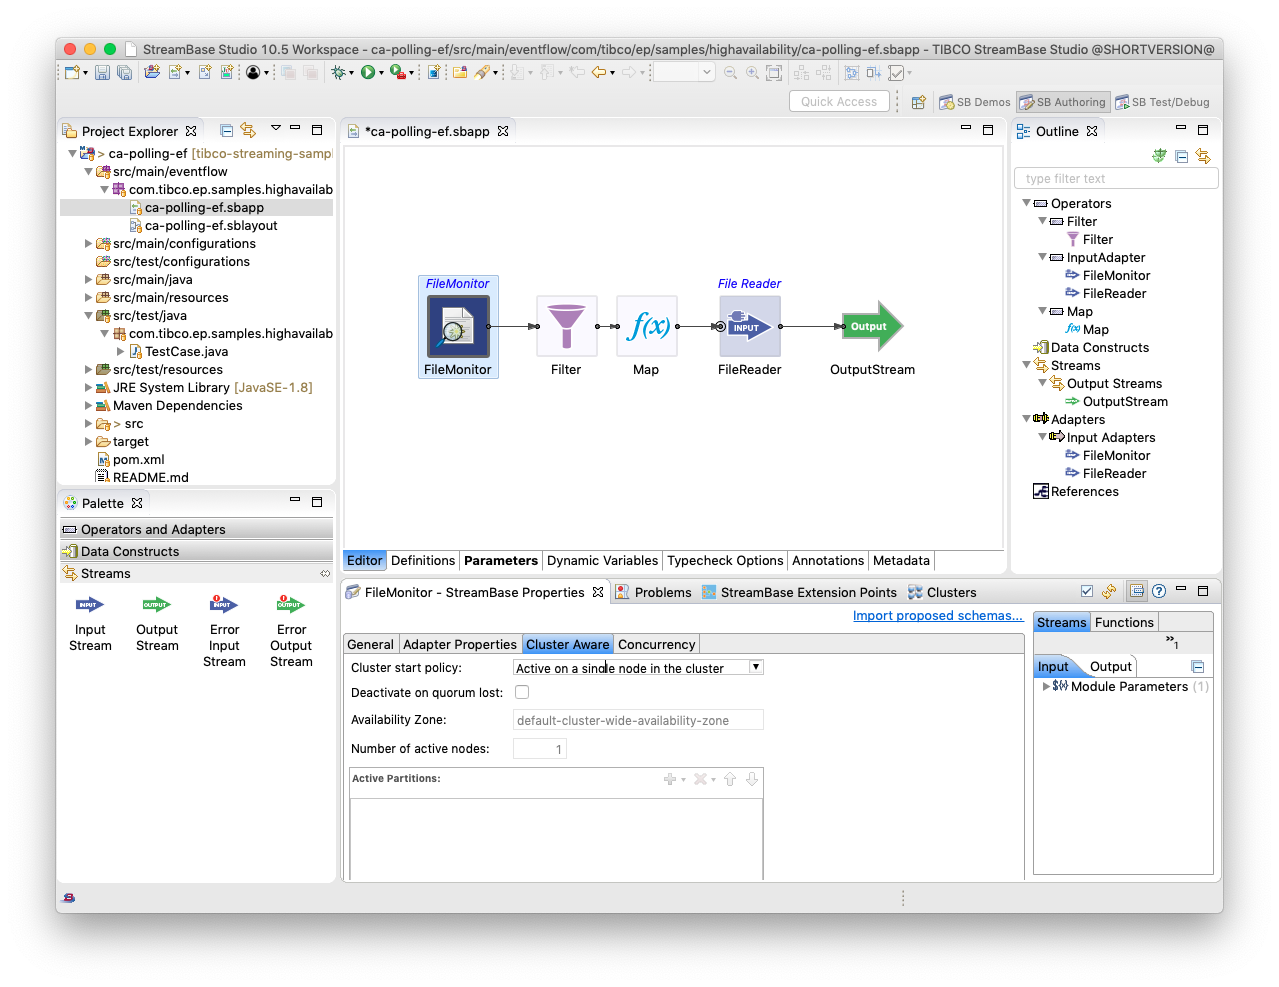 StreamBase Studio 10.5 Workspace - ca-polling-ef/src/main/eventflow/com/tibco/ep/samples/highavailability/ca-polling-ef.sbapp - TIBCO StreamBase Studio @SHORTVERSION@
Quick Access
SB Demos
SB Authoring
SB Test/Debug
Project Explorer
> ca-polling-ef [tibco-streaming-samp
src/main/eventflow
com.tibco.ep.samples.highavailab
ca-polling-ef.sbapp
ca-polling-ef.sblayout
src/main/configurations
src/test/configurations
src/main/java
src/main/resources
src/test/java
com.tibco.ep.samples.highavailab
TestCase.java
src/test/resources
JRE System Library [JavaSE-1.8]
Maven Dependencies
> src
target
pom.xml
README.md
Palette
Operators and Adapters
Data Constructs
Streams
INPUT
OUTPUT
INPUT
OUTPUT
Input Stream
Output Stream
Error Input Stream
Error Output Stream
*ca-polling-ef.sbapp
FileMonitor
File Reader
f(x)
INPUT
Output
FileMonitor
Filter
Map
FileReader
OutputStream
Editor
Definitions
Parameters
Dynamic Variables
Typecheck Options
Annotations
Metadata
Outline
type filter text
Operators
Filter
Filter
InputAdapter
FileMonitor
FileReader
Map
f(x) Map
Data Constructs
Streams
Output Streams
OutputStream
Adapters
Input Adapters
FileMonitor
FileReader
References
FileMonitor - StreamBase Properties
Problems
StreamBase Extension Points
Clusters
Import proposed schemas...
General
Adapter Properties
Cluster Aware
Concurrency
Cluster start policy:
Active on a single node in the cluster
Deactivate on quorum lost:
Availability Zone:
default-cluster-wide-availability-zone
Number of active nodes:
1
Active Partitions:
Streams
Functions
»1
Input
Output
Module Parameters (1)